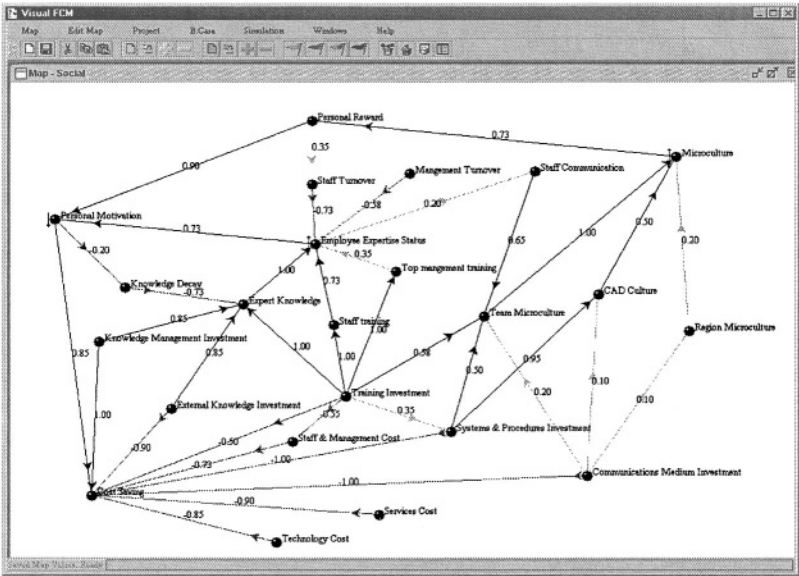 Visual FCM
Map Edit Map Project B.Case Simulation Windows Help
Map - Social
Personal Reward
0.73
Microculture
0.35
0.90
Staff Turnover
Mangement Turnover
Staff Communication
-0.73
-0.58
0.20
0.50
Personal Motivation
0.73
Employee Expertise Status
0.65
1.00
0.20
-0.20
0.35
1.00
0.73
Top mangement training
Knowledge Decay
-0.73
CAD Culture
Expert Knowledge
Team Microculture
0.85
Staff training
1.00
Region Microculture
Knowledge Management Investment
0.85
0.85
1.00
1.00
0.58
0.95
0.50
0.20
0.10
0.10
Training Investment
External Knowledge Investment
1.00
-0.35
0.35
Systems & Procedures Investment
-0.50
Staff & Management Cost
-0.90
-0.73
-1.00
Communications Medium Investment
-1.00
Cost Saving
-0.90
Services Cost
-0.85
Technology Cost
Saved Map Values. Ready